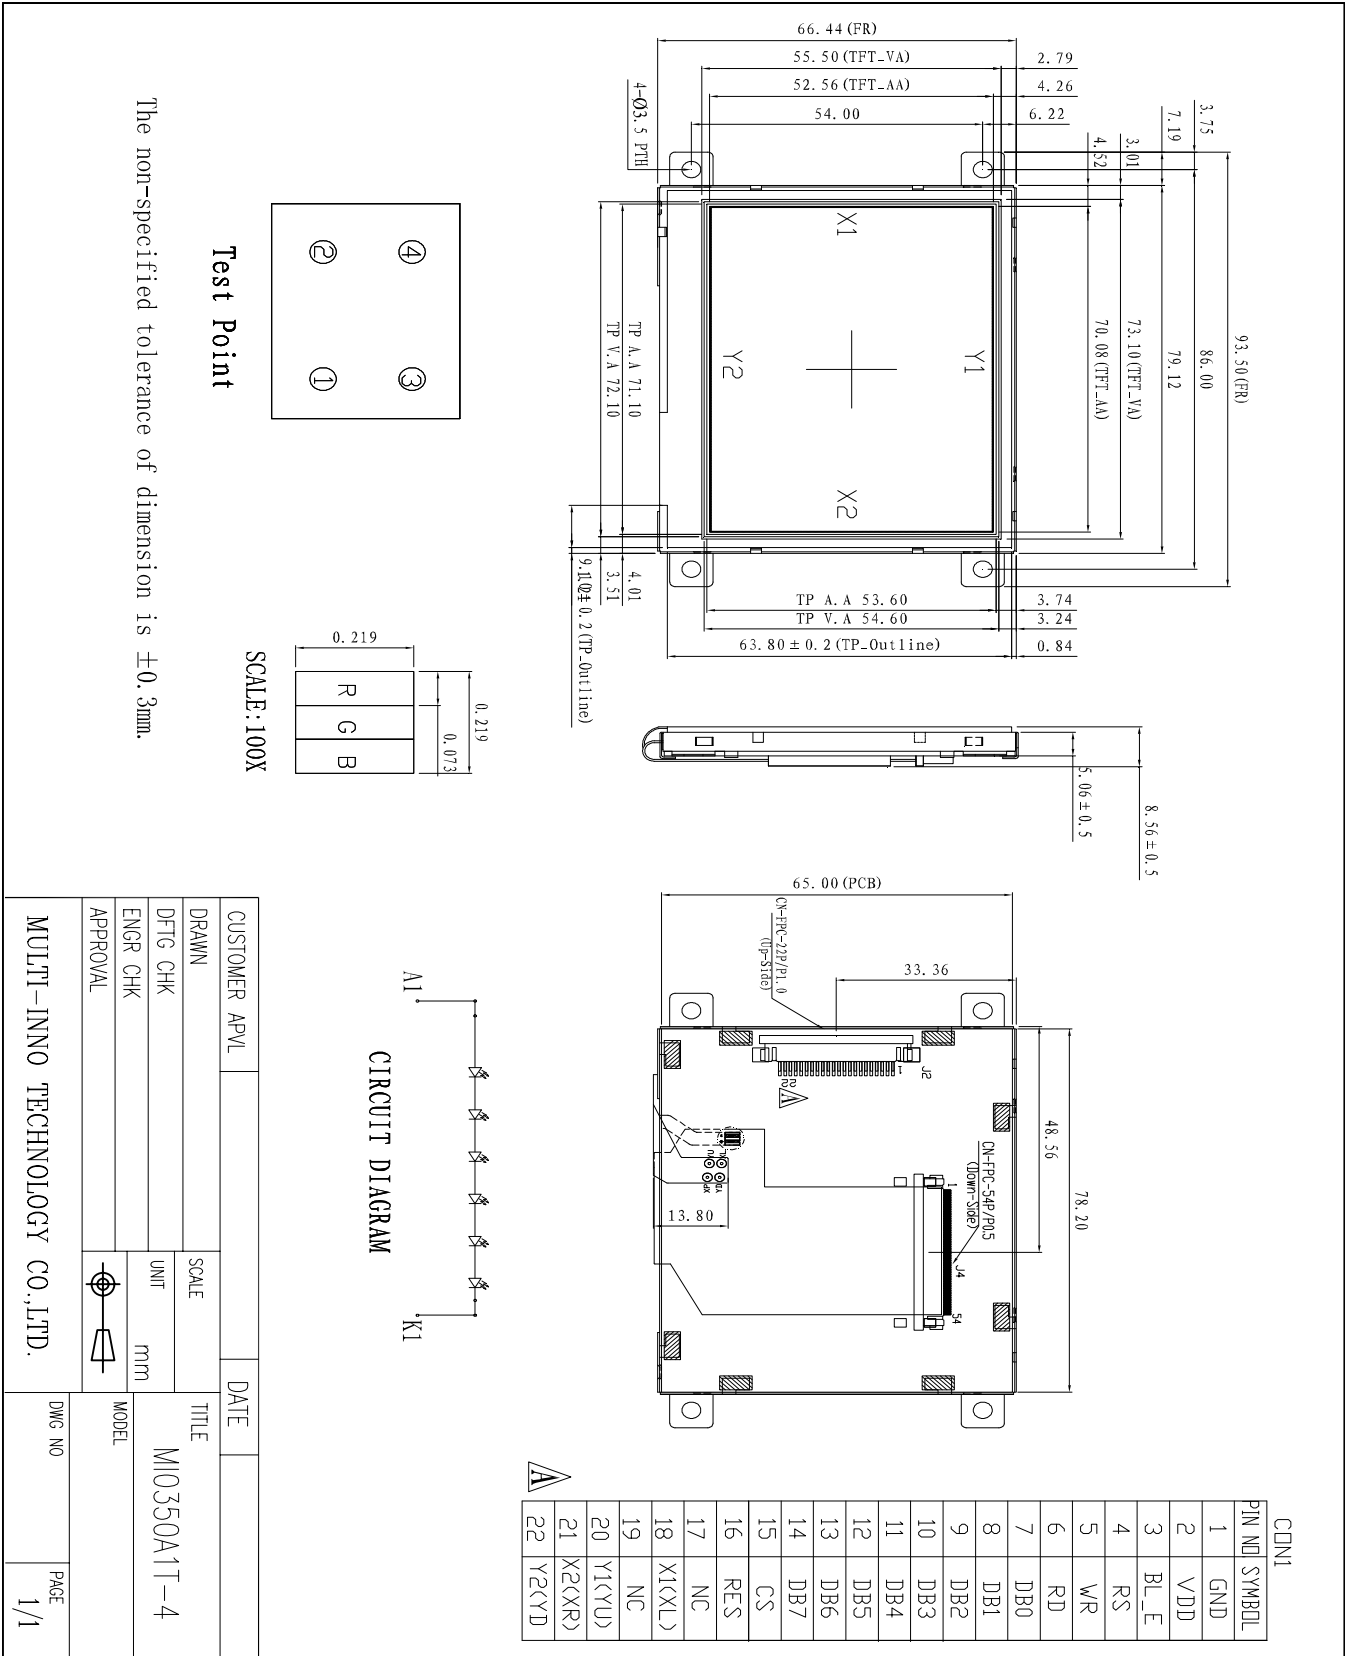 66.44(FR)
55.50(TFT_VA)
2.79
52.56(TFT_AA)
4.26
54.00
6.22
4-Ø3.5 PTH
3.75
7.19
3.01
4.52
93.50(FR)
86.00
79.12
73.10(TFT_VA)
70.08(TFT_AA)
X1
Y1
Y2
X2
TP A.A 71.10
TP V.A 72.10
4.01
3.51
±0.2(TP_Outline)
TP A.A 53.60
3.74
TP V.A 54.60
3.24
63.80±0.2(TP_Outline)
0.84
5.06±0.5
8.56±0.5
65.00(PCB)
33.36
CN-FPC-22P/P1.0
(Up-Side)
J2
1
22
A
48.56
78.20
CN-FPC-54P/P0.5
(Down-Side)
1
J4
54
13.80
CON1
PIN NO. SYMBOL
1 GND
2 VDD
3 BL_E
4 RS
5 WR
6 RD
7 DB0
8 DB1
9 DB2
10 DB3
11 DB4
12 DB5
13 DB6
14 DB7
15 CS
16 RES
17 NC
18 X1(XL)
19 NC
20 Y1(YU)
21 X2(XR)
22 Y2(YD
A
4
3
2
1
Test Point
The non-specified tolerance of dimension is ±0.3mm.
0.219
0.219
0.073
R
G
B
SCALE:100X
A1
K1
CIRCUIT DIAGRAM
CUSTOMER APVL
DATE
DRAWN
DFTG CHK
ENGR CHK
APPROVAL
SCALE
UNIT
mm
TITLE
MI0350A1T-4
MODEL
DWG NO
PAGE
1/1
MULTI-INNO TECHNOLOGY CO.,LTD.